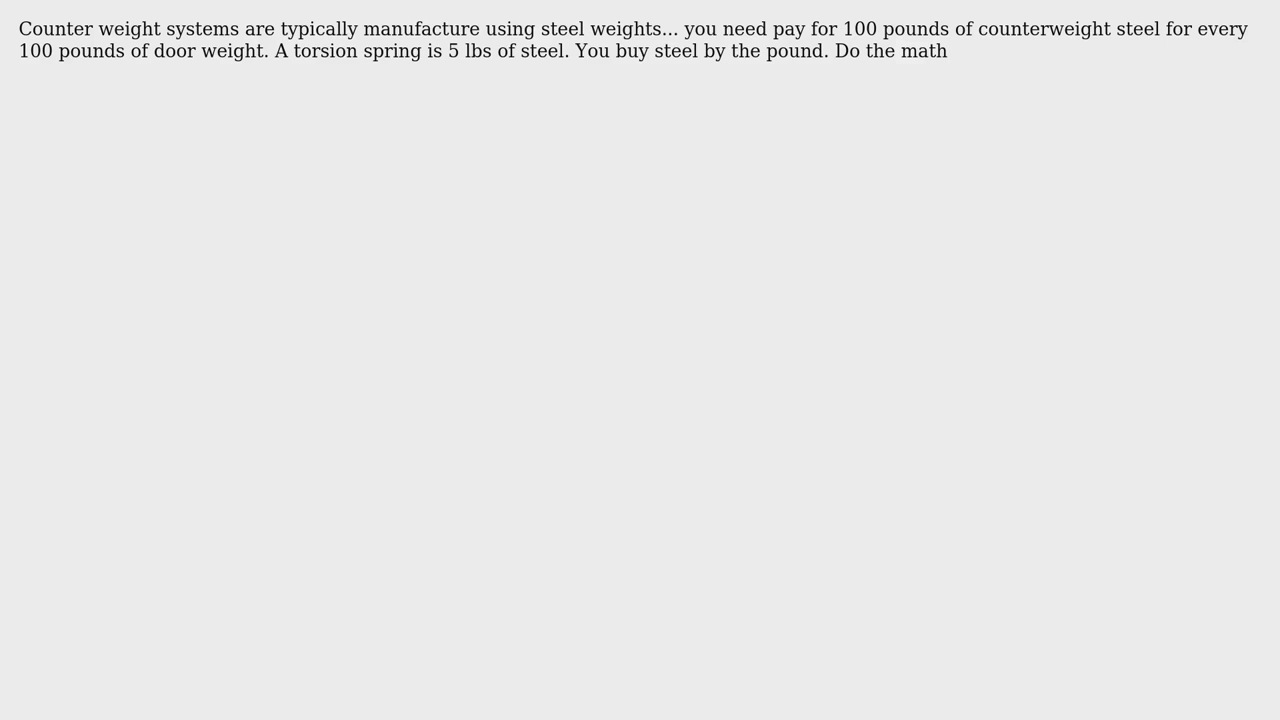 Counter weight systems are typically manufacture using steel weights... you need pay for 100 pounds of counterweight steel for every
100 pounds of door weight. A torsion spring is 5 lbs of steel. You buy steel by the pound. Do the math